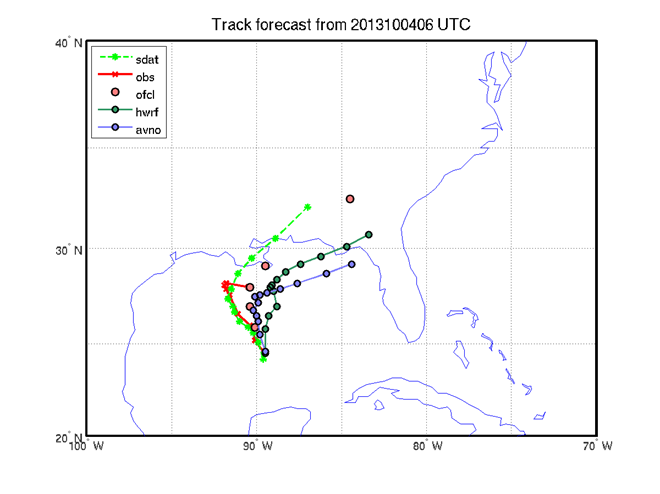 Track forecast from 2013100406 UTC
40° N
sdat
obs
ofcl
hwrf
avno
30° N
20° N
100° W
90° W
80° W
70° W